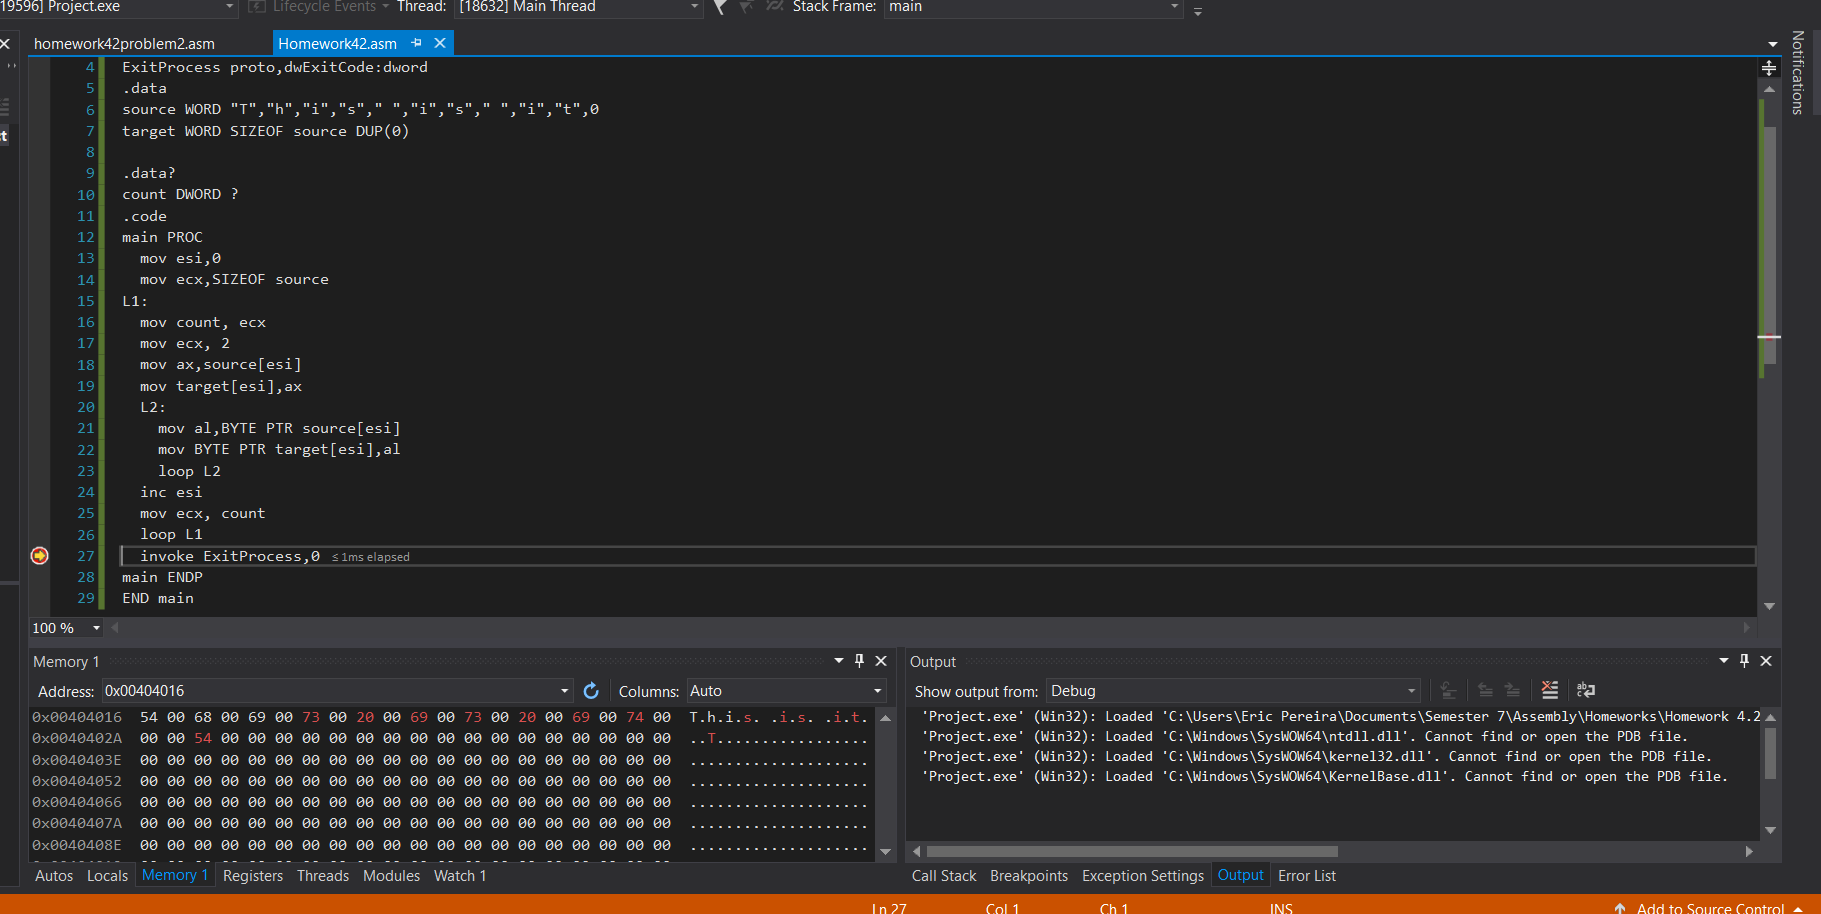 19596] Project.exe Lifecycle Events Thread: [18632] Main Thread Stack Frame: main
homework42problem2.asm Homework42.asm
Notifications
4 ExitProcess proto,dwExitCode:dword
5 .data
6 source WORD "T","h","i","s"," ","i","s"," ","i","t",0
7 target WORD SIZEOF source DUP(0)
8
9 .data?
10 count DWORD ?
11 .code
12 main PROC
13 mov esi,0
14 mov ecx,SIZEOF source
15 L1:
16 mov count, ecx
17 mov ecx, 2
18 mov ax,source[esi]
19 mov target[esi],ax
20 L2:
21 mov al,BYTE PTR source[esi]
22 mov BYTE PTR target[esi],al
23 loop L2
24 inc esi
25 mov ecx, count
26 loop L1
27 invoke ExitProcess,0 ≤ 1ms elapsed
28 main ENDP
29 END main
100 %
Memory 1
Address: 0x00404016 Columns: Auto
0x00404016 54 00 68 00 69 00 73 00 20 00 69 00 73 00 20 00 69 00 74 00 T.h.i.s. .i.s. .i.t.
0x0040402A 00 00 54 00 00 00 00 00 00 00 00 00 00 00 00 00 00 00 00 00 ..T.................
0x0040403E 00 00 00 00 00 00 00 00 00 00 00 00 00 00 00 00 00 00 00 00 ....................
0x00404052 00 00 00 00 00 00 00 00 00 00 00 00 00 00 00 00 00 00 00 00 ....................
0x00404066 00 00 00 00 00 00 00 00 00 00 00 00 00 00 00 00 00 00 00 00 ....................
0x0040407A 00 00 00 00 00 00 00 00 00 00 00 00 00 00 00 00 00 00 00 00 ....................
0x0040408E 00 00 00 00 00 00 00 00 00 00 00 00 00 00 00 00 00 00 00 00 ....................
Autos Locals Memory 1 Registers Threads Modules Watch 1
Output
Show output from: Debug
'Project.exe' (Win32): Loaded 'C:\Users\Eric Pereira\Documents\Semester 7\Assembly\Homeworks\Homework 4.2
'Project.exe' (Win32): Loaded 'C:\Windows\SysWOW64\ntdll.dll'. Cannot find or open the PDB file.
'Project.exe' (Win32): Loaded 'C:\Windows\SysWOW64\kernel32.dll'. Cannot find or open the PDB file.
'Project.exe' (Win32): Loaded 'C:\Windows\SysWOW64\KernelBase.dll'. Cannot find or open the PDB file.
Call Stack Breakpoints Exception Settings Output Error List
Ln 27 Col 1 Ch 1 INS Add to Source Control